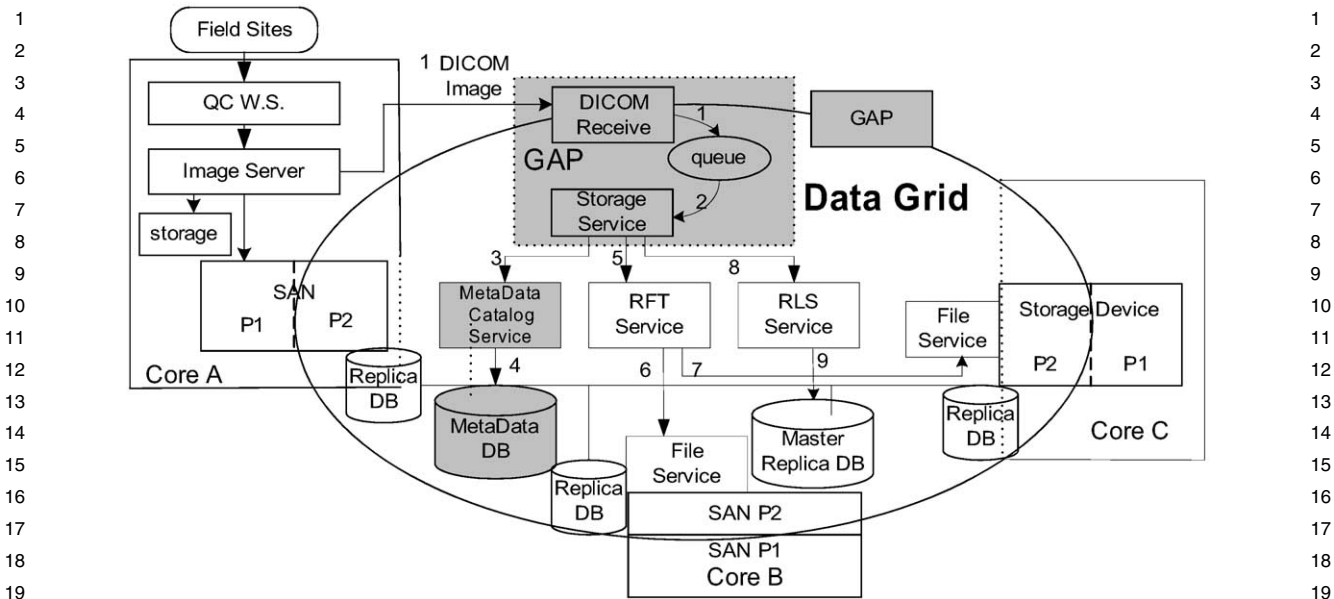 1
2
3
4
5
6
7
8
9
10
11
12
13
14
15
16
17
18
19
Field Sites
QC W.S.
Image Server
storage
SAN
P1
P2
Core A
Replica
DB
1 DICOM
Image
DICOM
Receive
1
queue
GAP
2
Storage
Service
GAP
Data Grid
3
5
8
MetaData
Catalog
Service
RFT
Service
RLS
Service
File
Service
Storage Device
P2
P1
4
6
7
9
MetaData
DB
Replica
DB
File
Service
Master
Replica DB
Replica
DB
Core C
SAN P2
SAN P1
Core B
1
2
3
4
5
6
7
8
9
10
11
12
13
14
15
16
17
18
19